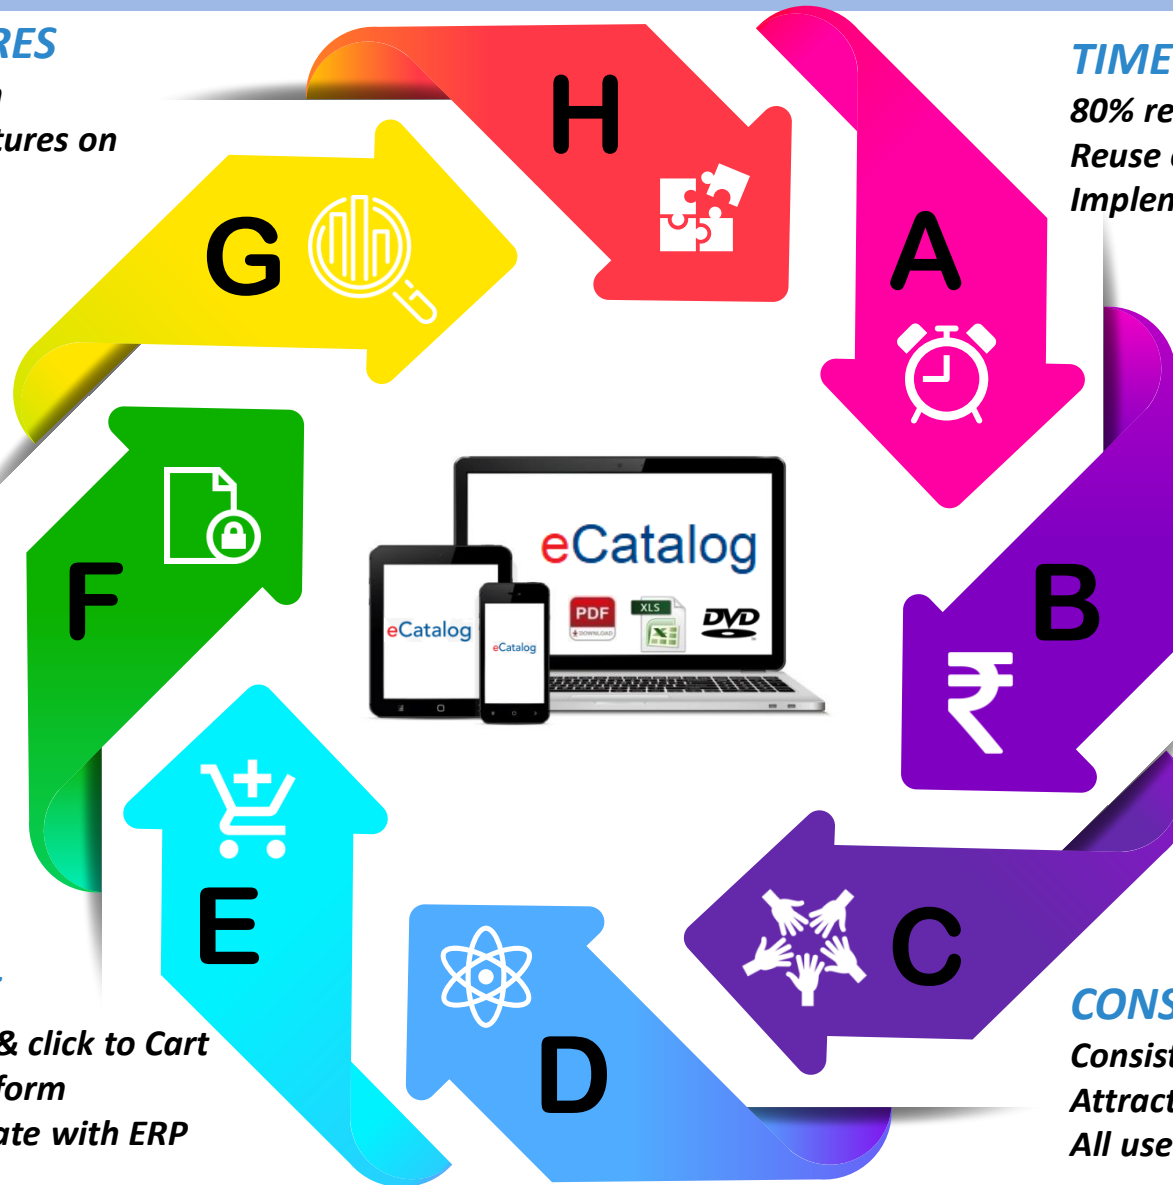 RES
tures on
TIME
80% re
Reuse
H
G
A
F
B
eCatalog
PDF
DOWNLOAD
XLS
DVD
eCatalog
eCatalog
₹
E
C
D
& click to Cart
form
ate with ERP
CONS
Consist
Attract
All use